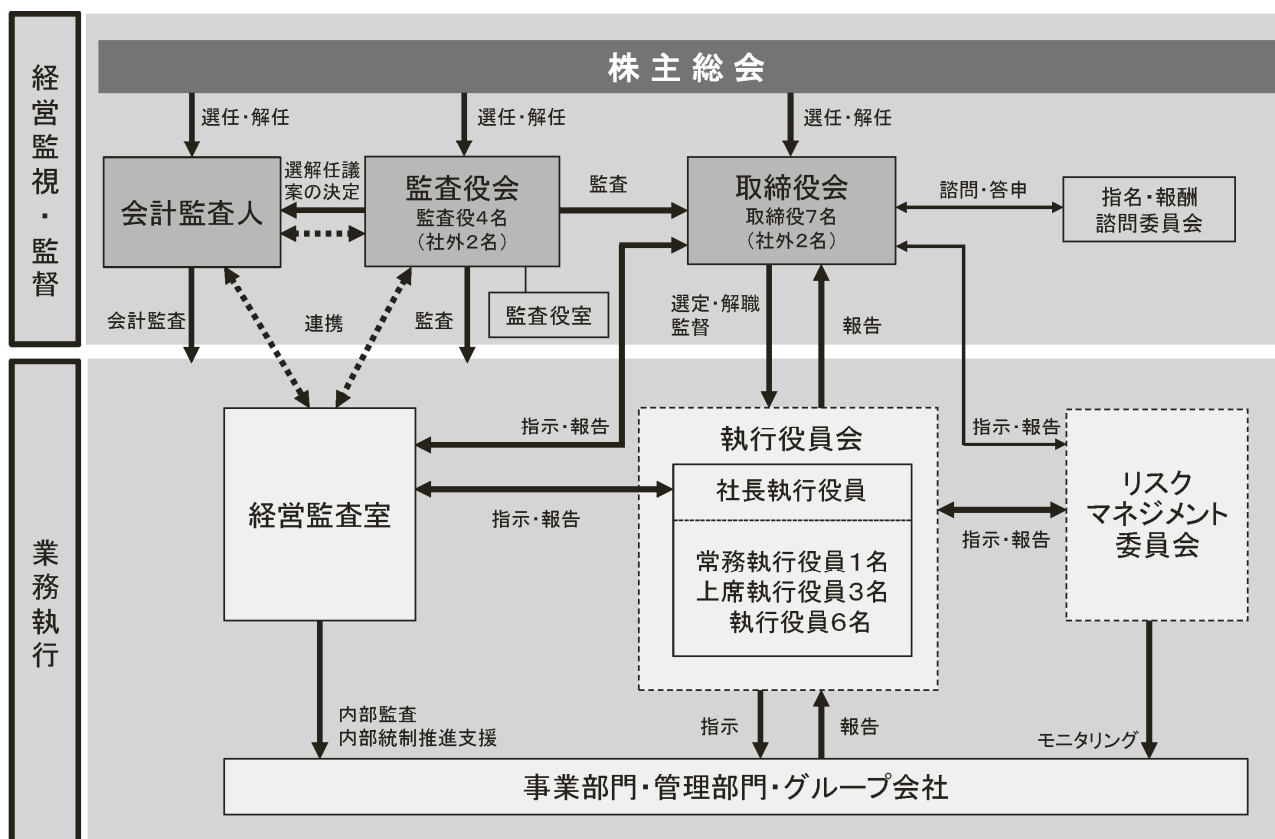 経営監視・監督
株主総会
選任・解任
選任・解任
選任・解任
会計監査人
選解任議
案の決定
監査役会
監査役4名
（社外2名）
監査
取締役会
取締役7名
（社外2名）
諮問・答申
指名・報酬
諮問委員会
監査役室
会計監査
連携
監査
選定・解職
監督
報告
業務執行
経営監査室
指示・報告
指示・報告
執行役員会
社長執行役員
常務執行役員1名
上席執行役員3名
執行役員6名
指示・報告
指示・報告
リスク
マネジメント
委員会
内部監査
内部統制推進支援
指示
報告
モニタリング
事業部門・管理部門・グループ会社